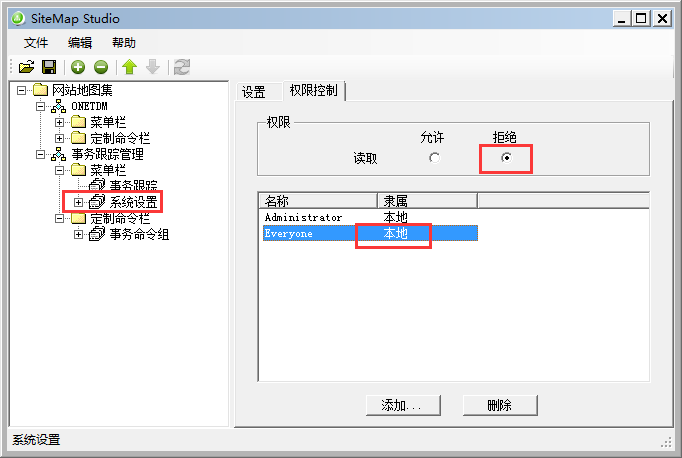 SiteMap Studio
文件 编辑 帮助
网站地图集
ONETDM
菜单栏
定制命令栏
事务跟踪管理
菜单栏
事务跟踪
系统设置
定制命令栏
事务命令组
设置 权限控制
权限
允许 拒绝
读取
名称 隶属
Administrator 本地
Everyone 本地
添加... 删除
系统设置